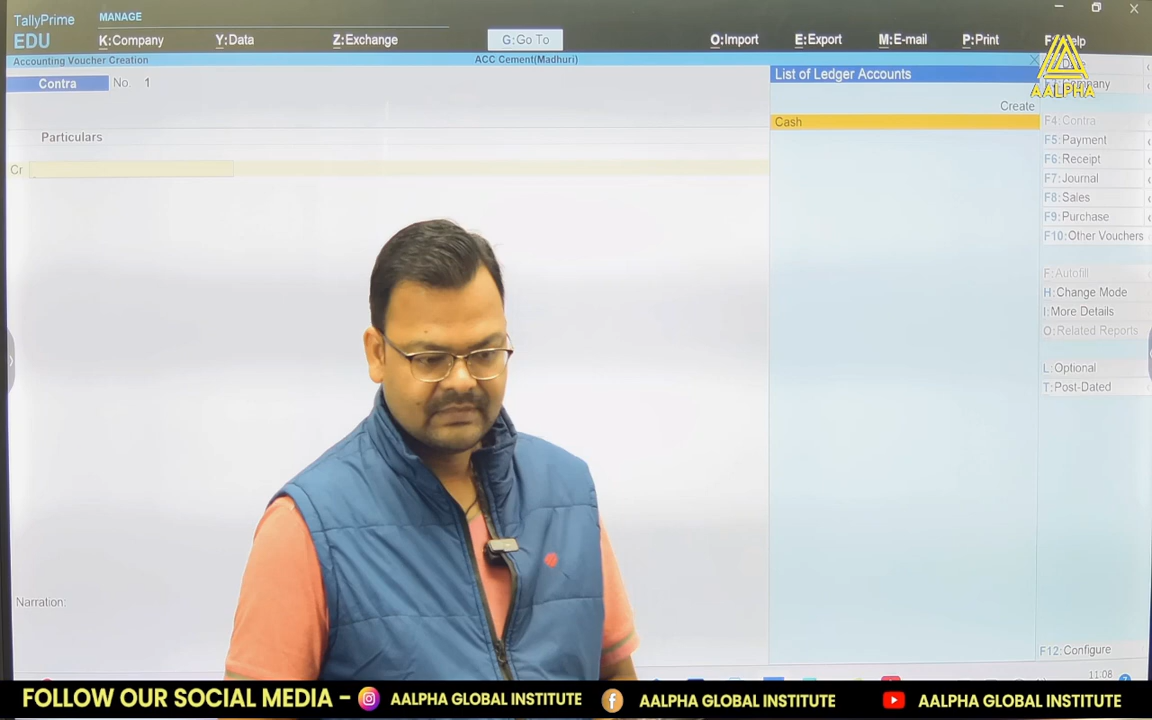 TallyPrime
MANAGE
EDU
K:Company
Y:Data
Z:Exchange
G:Go To
O:Import
E:Export
M:E-mail
P:Print
Accounting Voucher Creation
ACC Cement(Madhuri)
Contra
No. 1
List of Ledger Accounts
AALPHA
Create
Particulars
Cash
F4:Contra
F5:Payment
Cr
F6:Receipt
F7:Journal
F8:Sales
F9:Purchase
F10:Other Vouchers
F:Autofill
H:Change Mode
I:More Details
O:Related Reports
L:Optional
T:Post-Dated
Narration:
F12:Configure
11:08
FOLLOW OUR SOCIAL MEDIA - AALPHA GLOBAL INSTITUTE AALPHA GLOBAL INSTITUTE AALPHA GLOBAL INSTITUTE